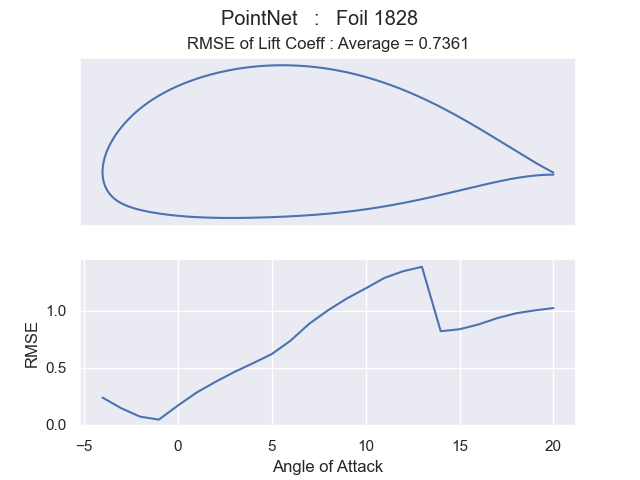 PointNet : Foil 1828
RMSE of Lift Coeff : Average = 0.7361
1.0
0.5
0.0
RMSE
−5 0 5 10 15 20
Angle of Attack